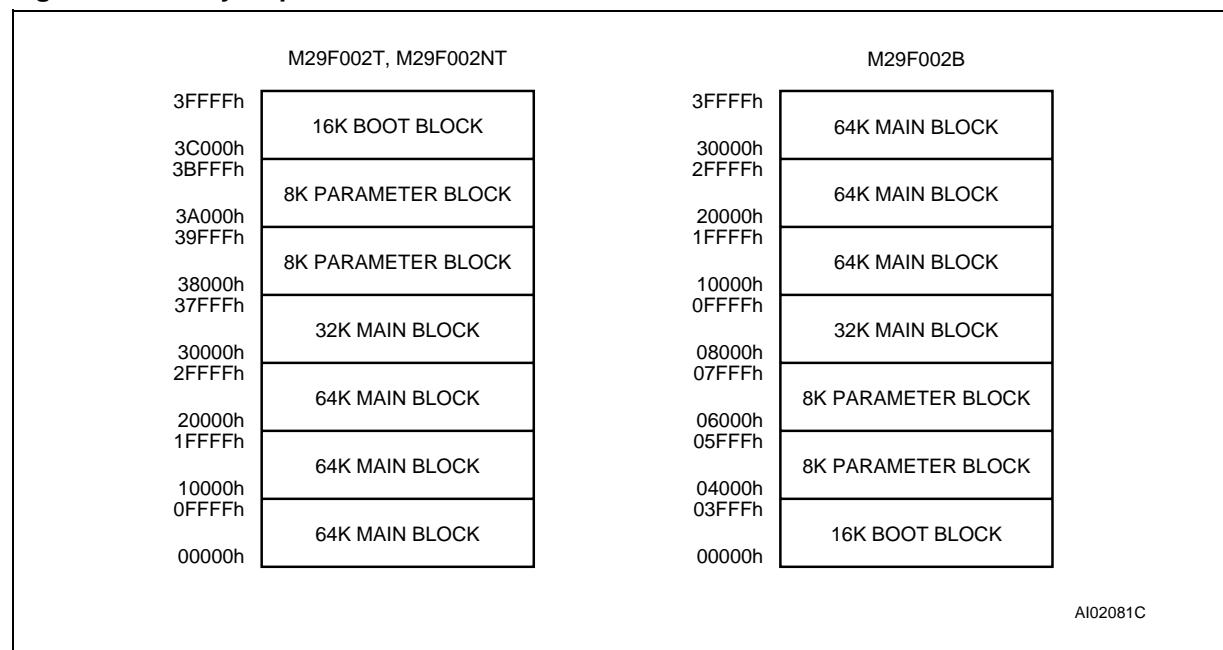 M29F002T, M29F002NT
3FFFFh
16K BOOT BLOCK
3C000h
3BFFFh
8K PARAMETER BLOCK
3A000h
39FFFh
8K PARAMETER BLOCK
38000h
37FFFh
32K MAIN BLOCK
30000h
2FFFFh
64K MAIN BLOCK
20000h
1FFFFh
64K MAIN BLOCK
10000h
0FFFFh
64K MAIN BLOCK
00000h
M29F002B
3FFFFh
64K MAIN BLOCK
30000h
2FFFFh
64K MAIN BLOCK
20000h
1FFFFh
64K MAIN BLOCK
10000h
0FFFFh
32K MAIN BLOCK
08000h
07FFFh
8K PARAMETER BLOCK
06000h
05FFFh
8K PARAMETER BLOCK
04000h
03FFFh
16K BOOT BLOCK
00000h
AI02081C